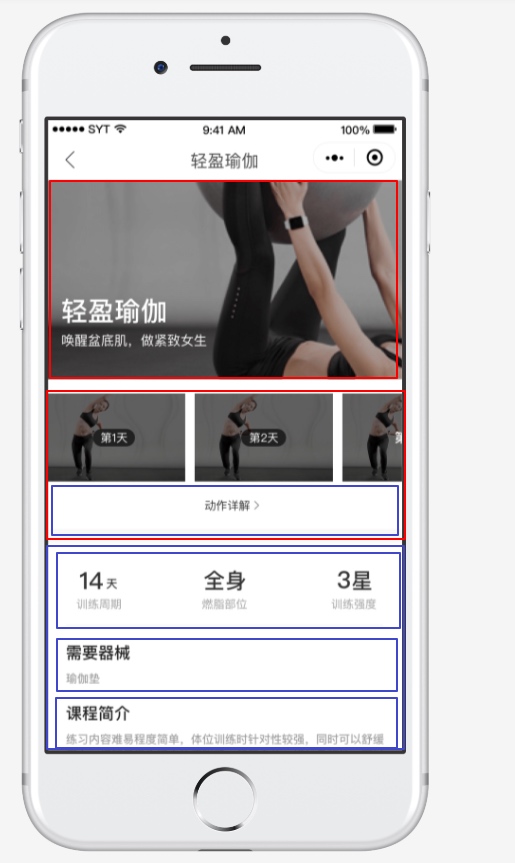 SYT
9:41 AM
100%
轻盈瑜伽
轻盈瑜伽
唤醒盆底肌，做紧致女生
第1天
第2天
第
动作详解
14 天
全身
3星
训练周期
燃脂部位
训练强度
需要器械
瑜伽垫
课程简介
练习内容难易程度简单，体位训练时针对性较强，同时可以舒缓